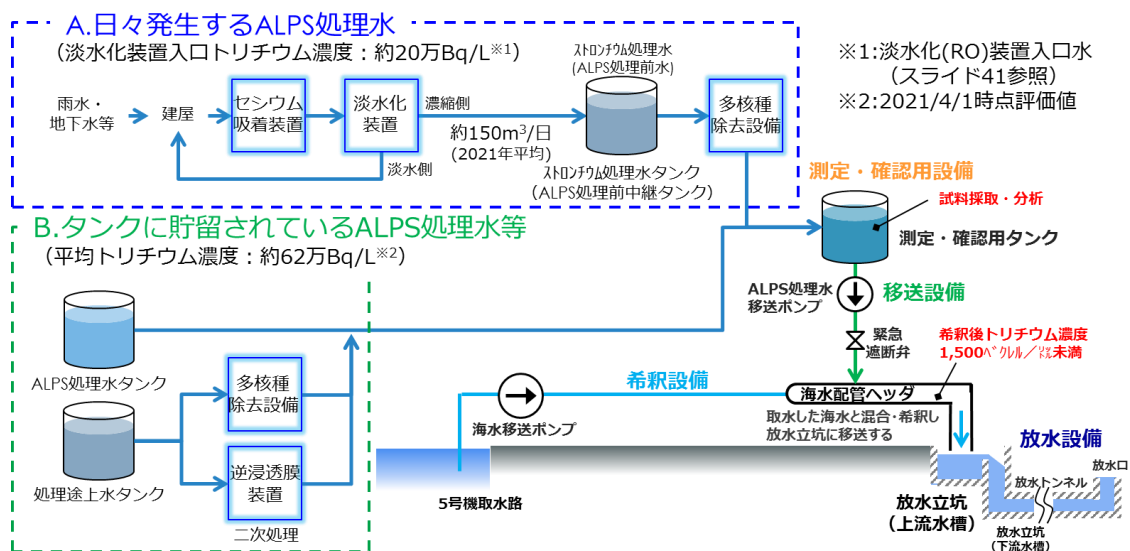 A.日々発生するALPS処理水
(淡水化装置入口トリチウム濃度:約20万Bq/L※1)
雨水・
地下水等
建屋
セシウム
吸着装置
淡水化
装置
濃縮側
淡水側
約150m3/日
(2021年平均)
ストロンチウム処理水
(ALPS処理前水)
ストロンチウム処理水タンク
(ALPS処理前中継タンク)
多核種
除去設備
※1:淡水化(RO)装置入口水
(スライド41参照)
※2:2021/4/1時点評価値
測定・確認用設備
試料採取・分析
測定・確認用タンク
B.タンクに貯留されているALPS処理水等
(平均トリチウム濃度:約62万Bq/L※2)
ALPS処理水タンク
処理途上水タンク
多核種
除去設備
逆浸透膜
装置
二次処理
ALPS処理水
移送ポンプ
移送設備
緊急
遮断弁
希釈後トリチウム濃度
1,500ベクレル/リットル未満
希釈設備
海水移送ポンプ
海水配管ヘッダ
取水した海水と混合・希釈し
放水立坑に移送する
5号機取水路
放水設備
放水口
放水トンネル
放水立坑
(上流水槽)
放水立坑
(下流水槽)